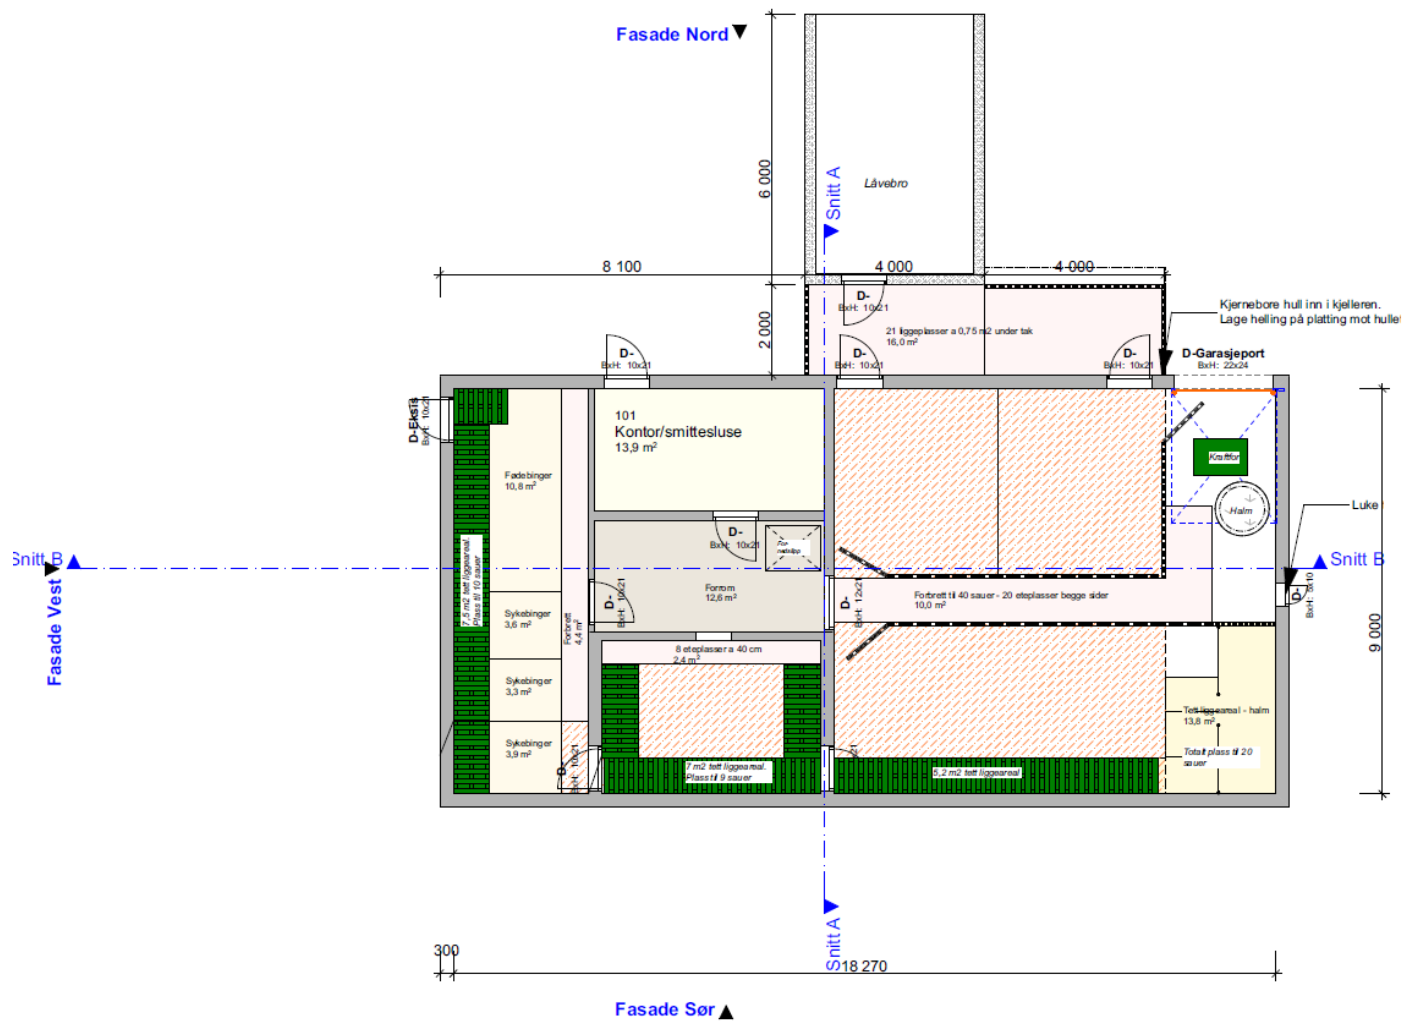 Fasade Nord
6 000
Snitt A
Låvebro
8 100
4 000
4 000
2 000
D-
BxH: 10x21
21 liggeplasser a 0,75 m2 under tak
16,0 m²
Kjernebore hull inn i kjelleren.
Lage helling på platting mot hullet
D-
BxH: 10x21
D-
BxH: 10x21
D-
BxH: 10x21
D-Garasjeport
BxH: 22x24
D-Eksis
BxH: 10x21
101
Kontor/smittesluse
13,9 m²
Fødebinger
10,8 m²
Kraftfor
Halm
Luke
D-
BxH: 10x21
Snitt B
Snitt B
Fasade Vest
7,5 m2 tett liggeareal.
Plass til 10 sauer
Forrom
12,6 m²
D-
BxH: 10x21
D-
BxH: 12x21
Forbrett til 40 sauer - 20 eteplasser begge sider
10,0 m²
D-
BxH: 5x10
Sykebinger
3,6 m²
Forbrett
4,4 m²
8 eteplasser a 40 cm
2,4 m²
9 000
Sykebinger
3,3 m²
Sykebinger
3,9 m²
D-
BxH: 10x21
7 m2 tett liggeareal.
Plass til 9 sauer
5,2 m2 tett liggeareal
Tett liggeareal - halm
13,8 m²
Totalt plass til 20
sauer
Snitt A
300
18 270
Fasade Sør